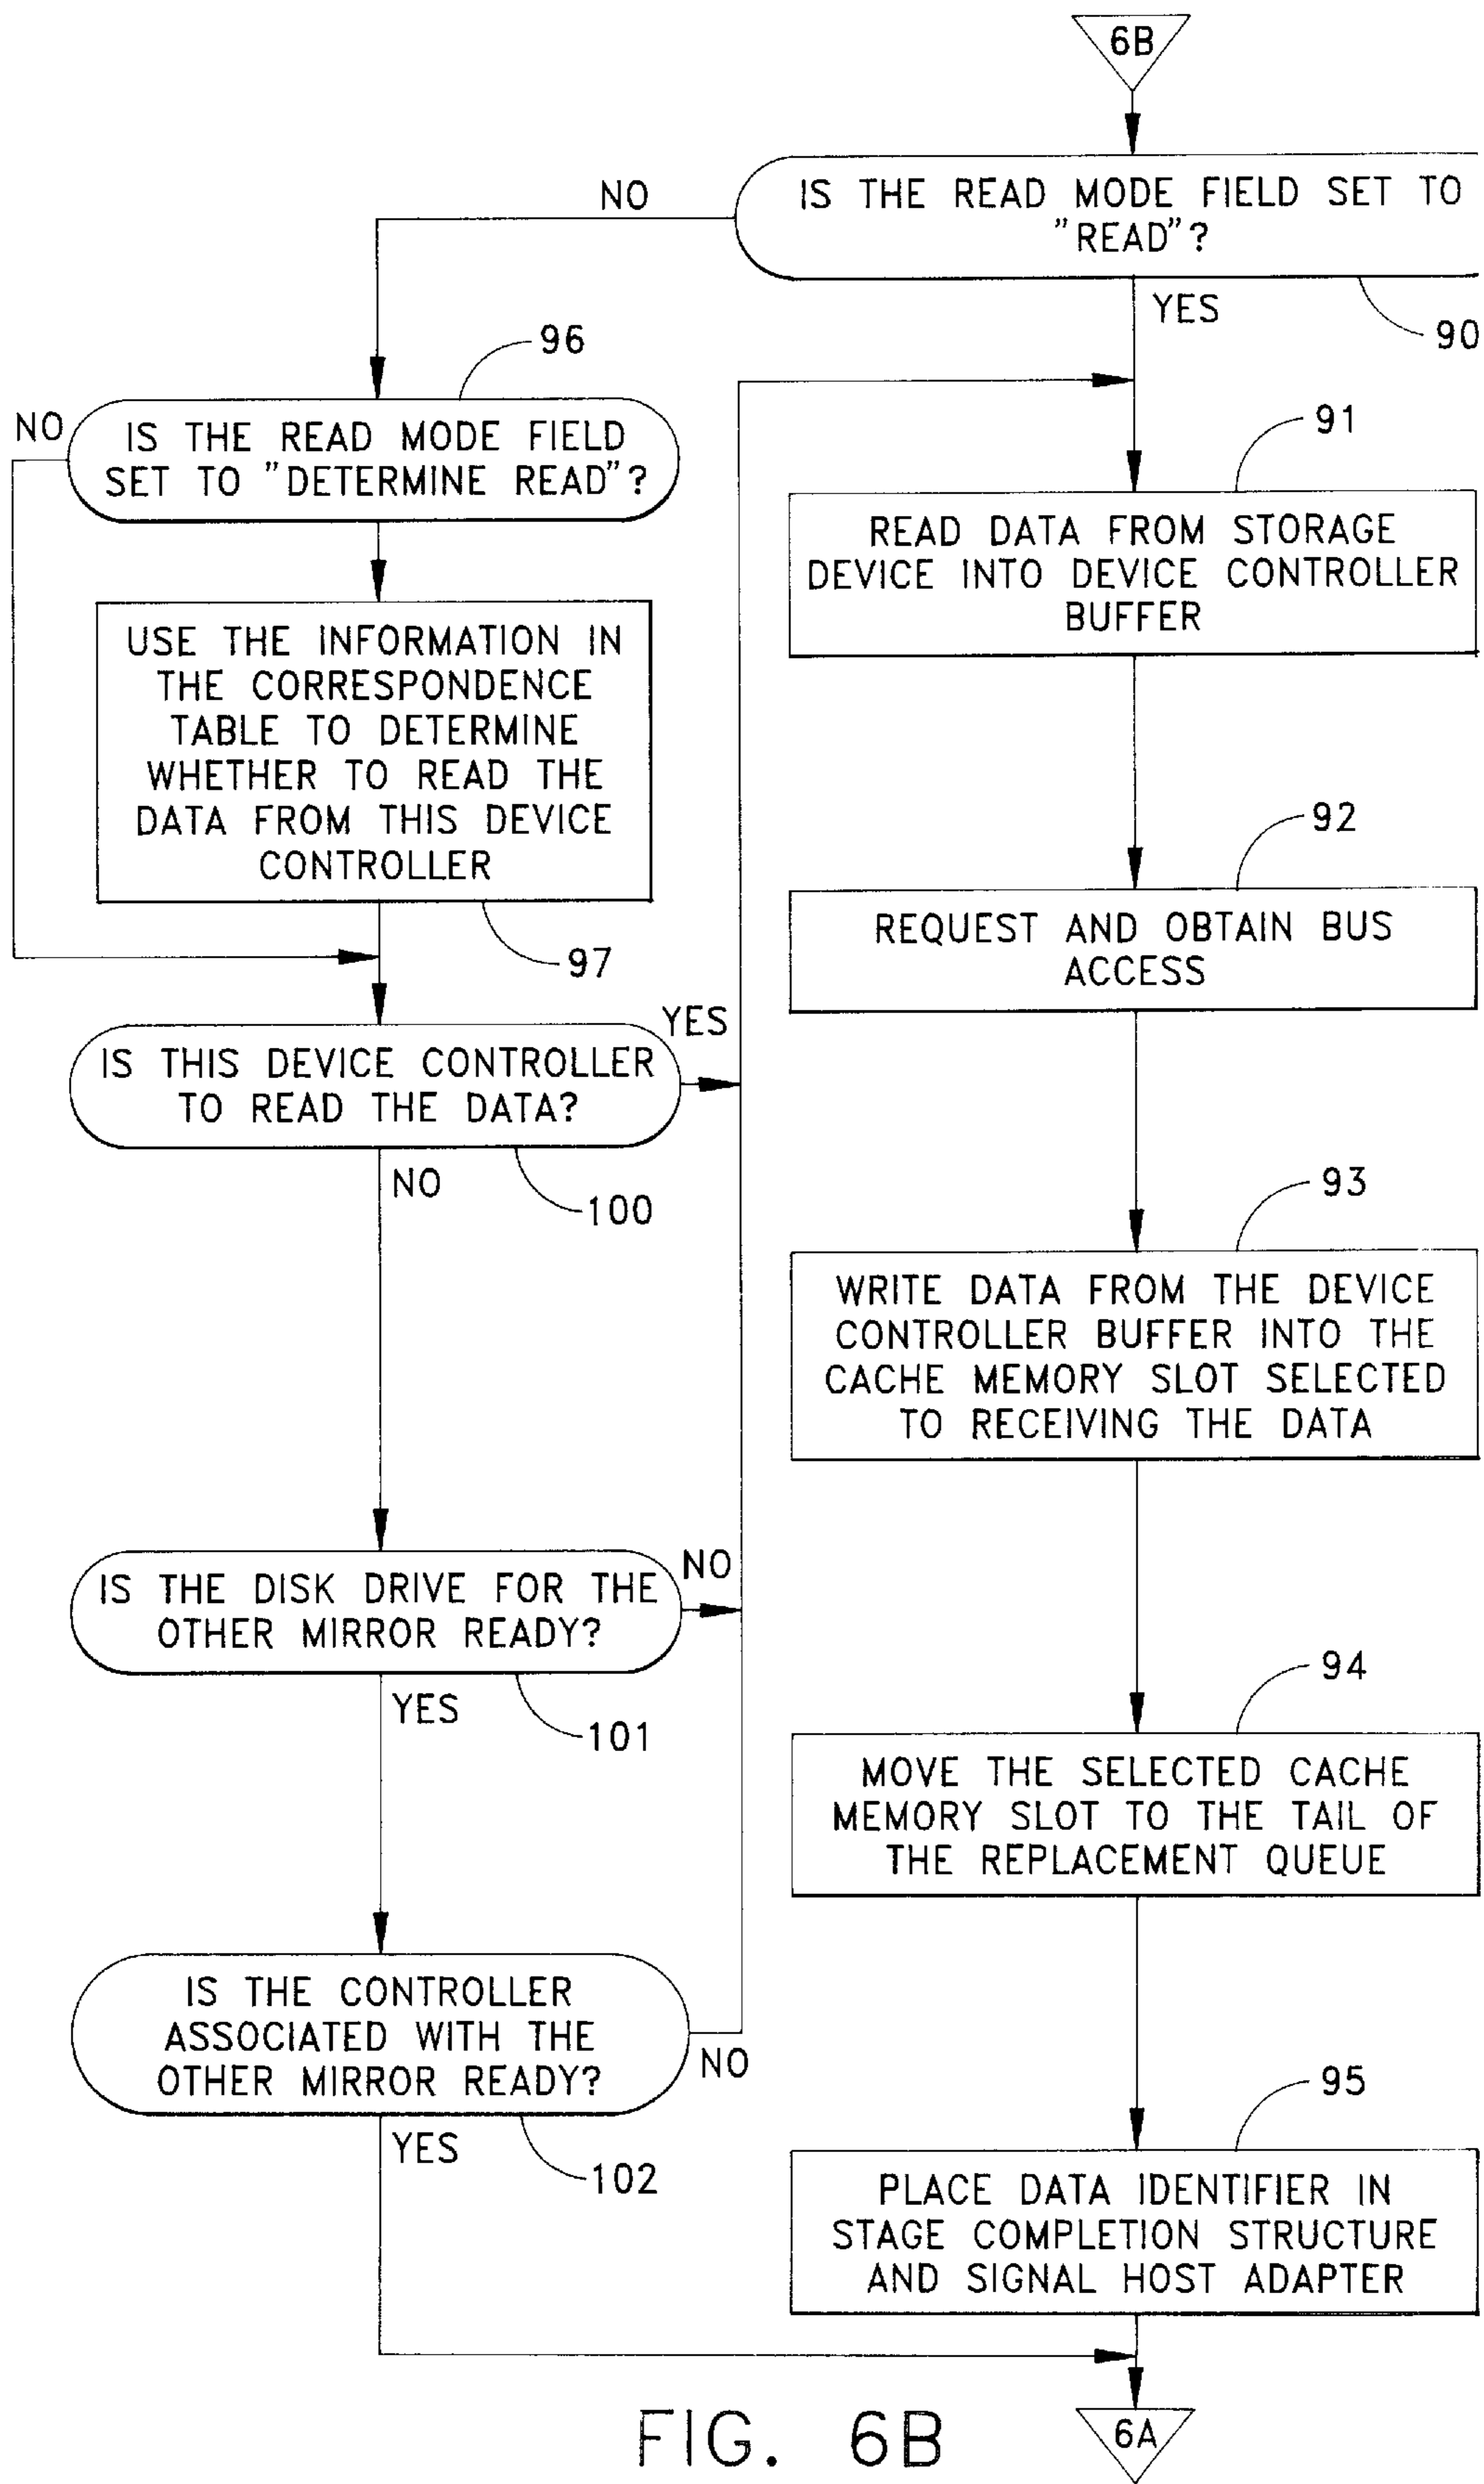 6B
IS THE READ MODE FIELD SET TO
"READ"?
NO
YES
90
96
NO
IS THE READ MODE FIELD
SET TO "DETERMINE READ"?
91
READ DATA FROM STORAGE
DEVICE INTO DEVICE CONTROLLER
BUFFER
USE THE INFORMATION IN
THE CORRESPONDENCE
TABLE TO DETERMINE
WHETHER TO READ THE
DATA FROM THIS DEVICE
CONTROLLER
97
92
REQUEST AND OBTAIN BUS
ACCESS
YES
IS THIS DEVICE CONTROLLER
TO READ THE DATA?
NO
100
93
WRITE DATA FROM THE DEVICE
CONTROLLER BUFFER INTO THE
CACHE MEMORY SLOT SELECTED
TO RECEIVING THE DATA
NO
IS THE DISK DRIVE FOR THE
OTHER MIRROR READY?
YES
101
94
MOVE THE SELECTED CACHE
MEMORY SLOT TO THE TAIL OF
THE REPLACEMENT QUEUE
IS THE CONTROLLER
ASSOCIATED WITH THE
OTHER MIRROR READY?
NO
YES
102
95
PLACE DATA IDENTIFIER IN
STAGE COMPLETION STRUCTURE
AND SIGNAL HOST ADAPTER
6A
FIG. 6B